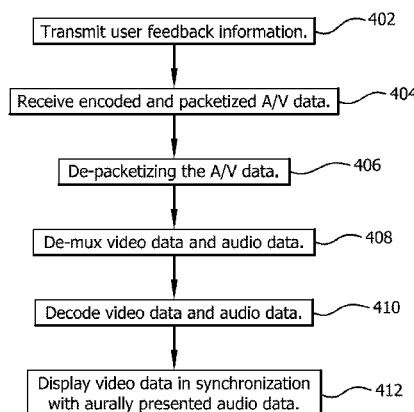 Transmit user feedback information.
402
Receive encoded and packetized A/V data.
404
De-packetizing the A/V data.
406
De-mux video data and audio data.
408
Decode video data and audio data.
410
Display video data in synchronization
with aurally presented audio data.
412